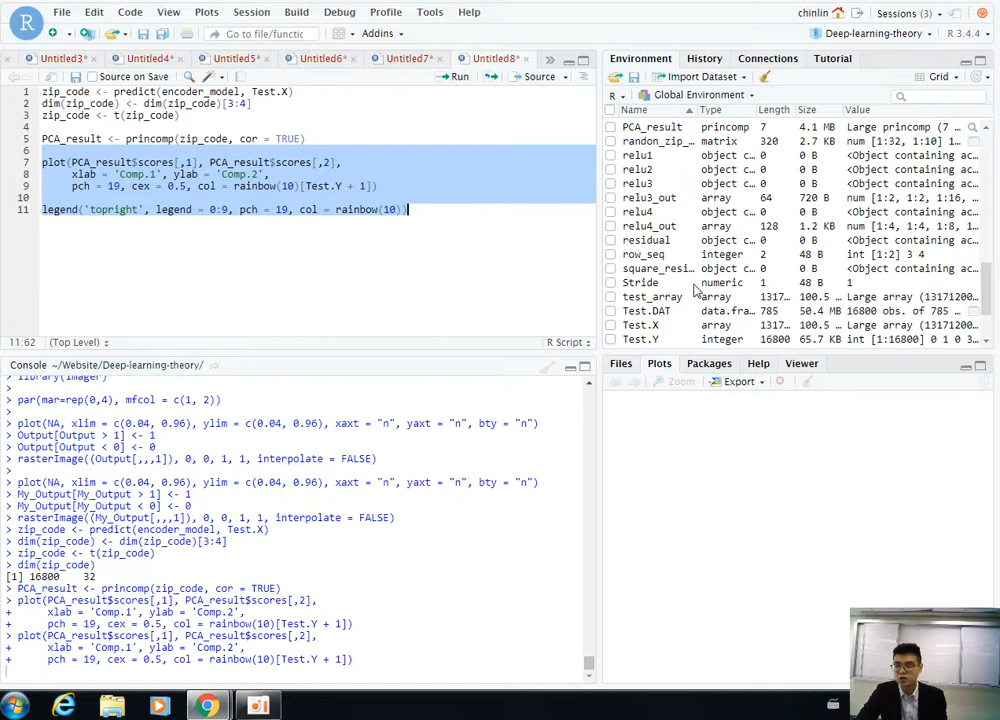 File Edit Code View Plots Session Build Debug Profile Tools Help
chinlin Sessions (3)
R
Go to file/functic
Addins
Deep-learning-theory R 3.4.4
Untitled3* Untitled4* Untitled5* Untitled6* Untitled7* Untitled8*
Source on Save Run Source
1 zip_code <- predict(encoder_model, Test.X)
2 dim(zip_code) <- dim(zip_code)[3:4]
3 zip_code <- t(zip_code)
4
5 PCA_result <- princomp(zip_code, cor = TRUE)
6
7 plot(PCA_result$scores[,1], PCA_result$scores[,2],
8 xlab = 'Comp.1', ylab = 'Comp.2',
9 pch = 19, cex = 0.5, col = rainbow(10)[Test.Y + 1])
10
11 legend('topright', legend = 0:9, pch = 19, col = rainbow(10))
11:62 (Top Level) R Script
Console ~/Website/Deep-learning-theory/
> library(imager)
>
> par(mar=rep(0,4), mfcol = c(1, 2))
>
> plot(NA, xlim = c(0.04, 0.96), ylim = c(0.04, 0.96), xaxt = "n", yaxt = "n", bty = "n")
> Output[Output > 1] <- 1
> Output[Output < 0] <- 0
> rasterImage((Output[,,,1]), 0, 0, 1, 1, interpolate = FALSE)
>
> plot(NA, xlim = c(0.04, 0.96), ylim = c(0.04, 0.96), xaxt = "n", yaxt = "n", bty = "n")
> My_Output[My_Output > 1] <- 1
> My_Output[My_Output < 0] <- 0
> rasterImage((My_Output[,,,1]), 0, 0, 1, 1, interpolate = FALSE)
> zip_code <- predict(encoder_model, Test.X)
> dim(zip_code) <- dim(zip_code)[3:4]
> zip_code <- t(zip_code)
> dim(zip_code)
[1] 16800 32
> PCA_result <- princomp(zip_code, cor = TRUE)
> plot(PCA_result$scores[,1], PCA_result$scores[,2],
+ xlab = 'Comp.1', ylab = 'Comp.2',
+ pch = 19, cex = 0.5, col = rainbow(10)[Test.Y + 1])
> plot(PCA_result$scores[,1], PCA_result$scores[,2],
+ xlab = 'Comp.1', ylab = 'Comp.2',
+ pch = 19, cex = 0.5, col = rainbow(10)[Test.Y + 1])
Environment History Connections Tutorial
Import Dataset Grid
R Global Environment
Name Type Length Size Value
PCA_result princomp 7 4.1 MB Large princomp (7 …
randon_zip_… matrix 320 2.7 KB num [1:32, 1:10] 1…
relu1 object c… 0 0 B <Object containing ac…
relu2 object c… 0 0 B <Object containing ac…
relu3 object c… 0 0 B <Object containing ac…
relu3_out array 64 720 B num [1:2, 1:2, 1:16,…
relu4 object c… 0 0 B <Object containing ac…
relu4_out array 128 1.2 KB num [1:4, 1:4, 1:8, 1…
residual object c… 0 0 B <Object containing ac…
row_seq integer 2 48 B int [1:2] 3 4
square_resi… object c… 0 0 B <Object containing ac…
Stride numeric 1 48 B 1
test_array array 1317… 100.5 … Large array (13171200…
Test.DAT data.fra… 785 50.4 MB 16800 obs. of 785 …
Test.X array 1317… 100.5 … Large array (13171200…
Test.Y integer 16800 65.7 KB int [1:16800] 0 1 0 3…
Files Plots Packages Help Viewer
Zoom Export